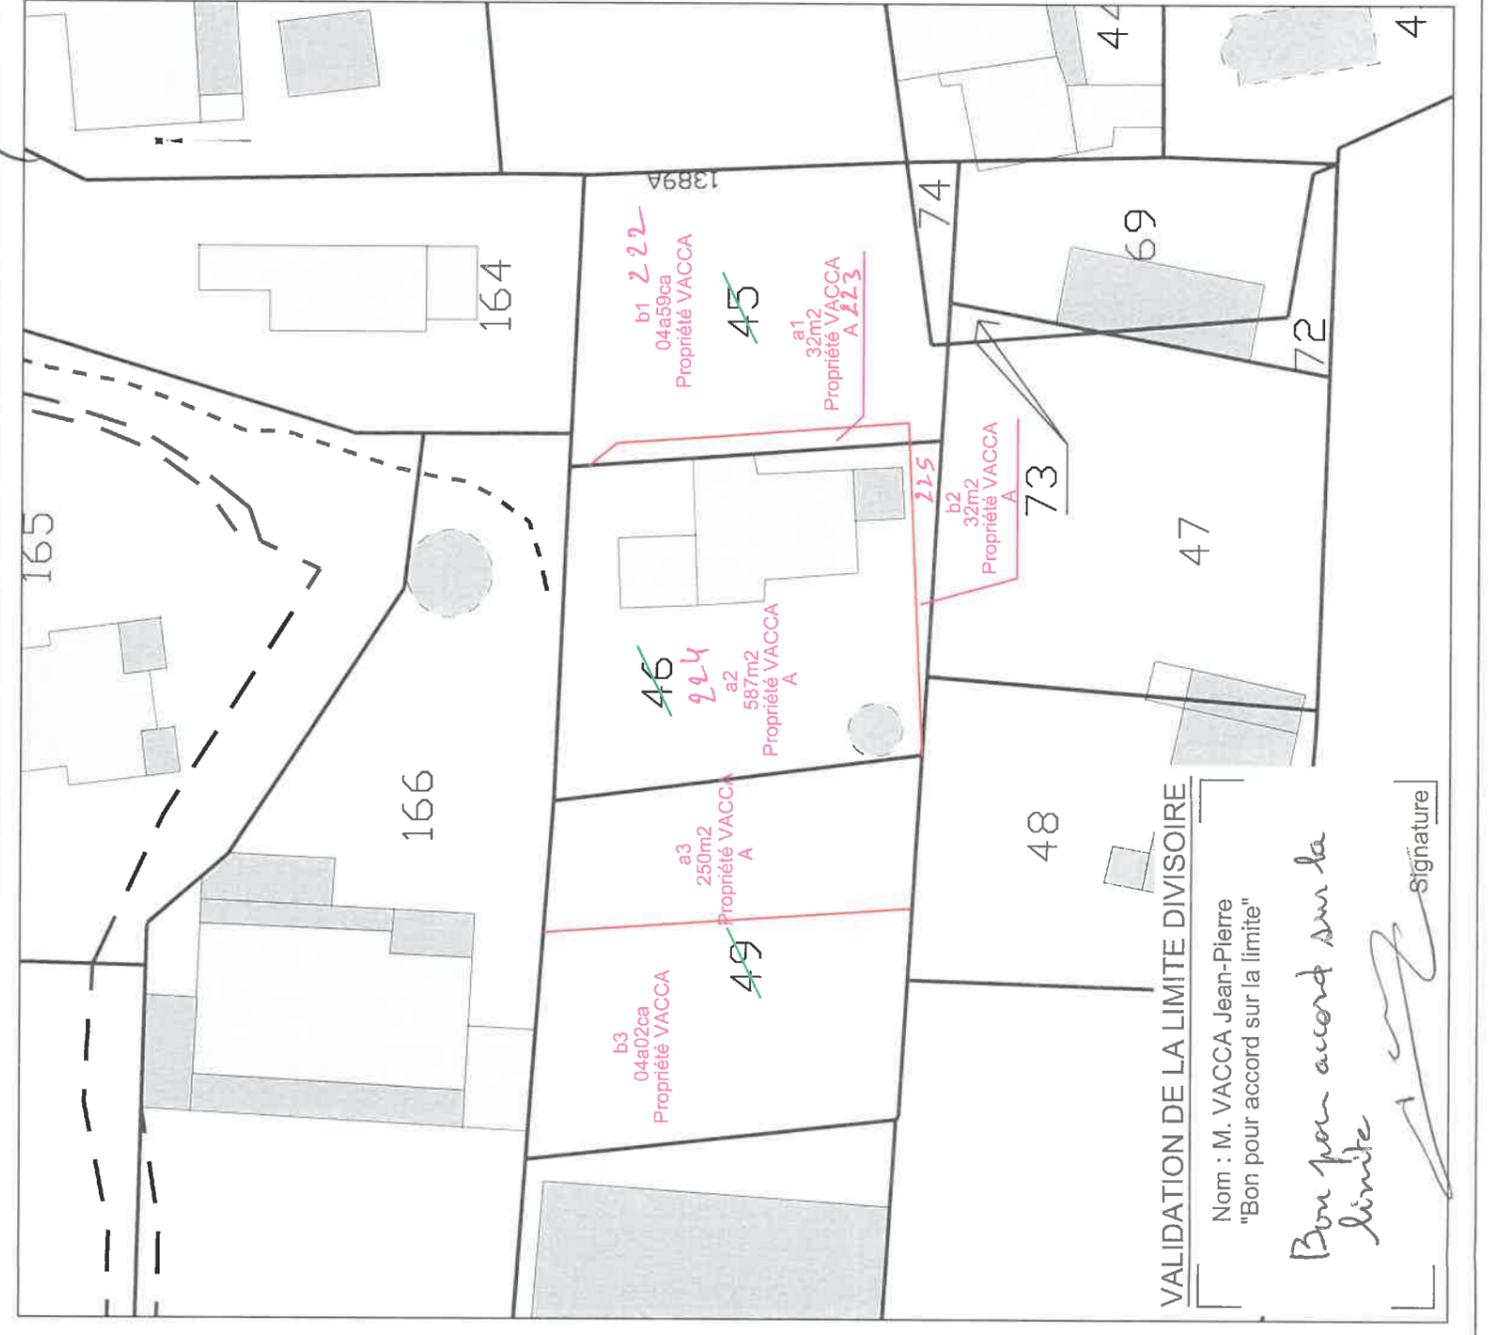 44
4
1389A
74
69
164
b1 222
04a59ca
Propriété VACCA
45
a1
32m2
Propriété VACCA
A 223
72
165
225
b2
32m2
Propriété VACCA
A
73
47
46
224
a2
587m2
Propriété VACCA
A
166
a3
250m2
Propriété VACCA
A
48
49
b3
04a02ca
Propriété VACCA
VALIDATION DE LA LIMITE DIVISOIRE
Nom : M. VACCA Jean-Pierre
"Bon pour accord sur la limite"
Bon pour accord sur la
limite
Signature